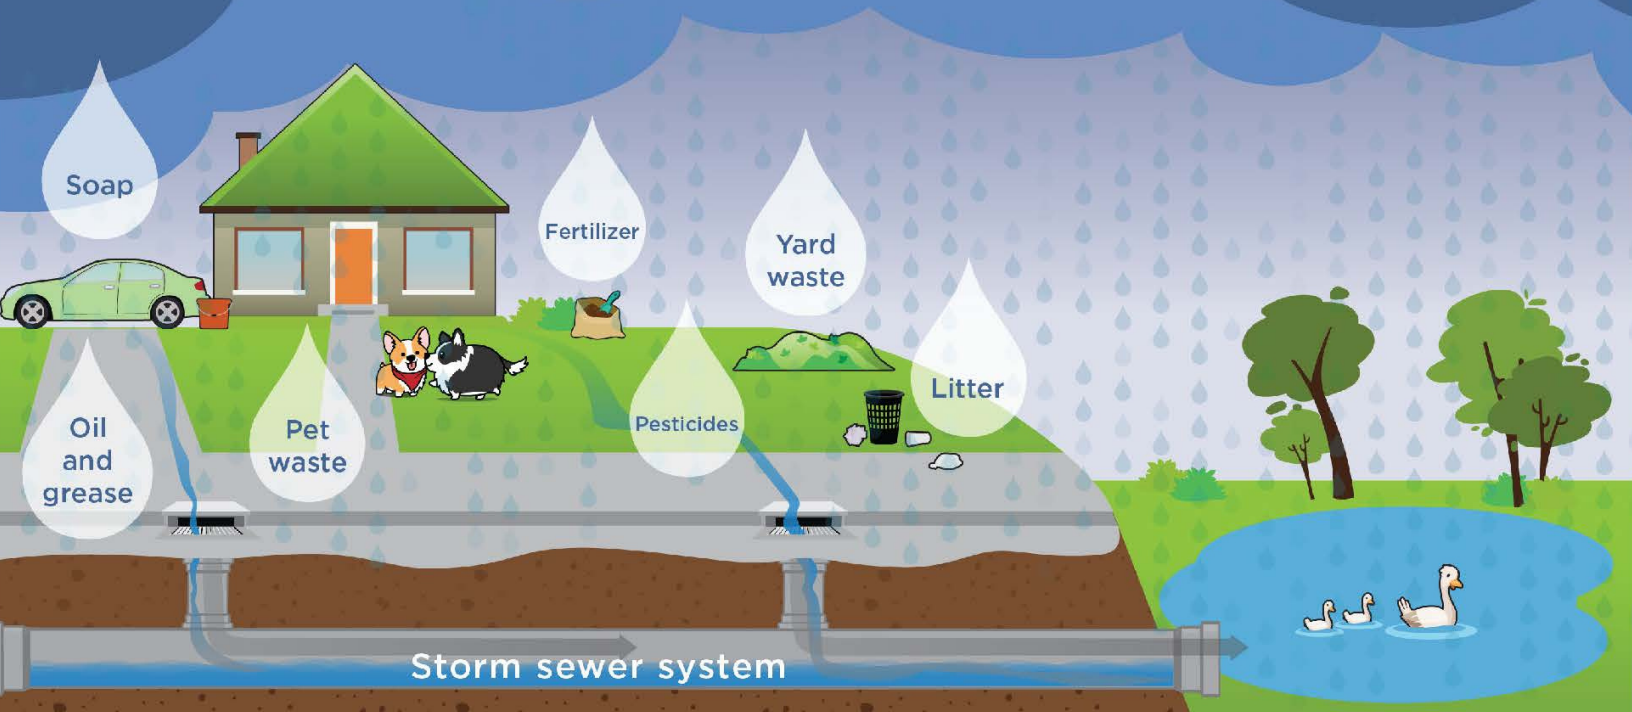 Soap
Fertilizer
Yard
waste
Litter
Oil
and
grease
Pet
waste
Pesticides
Storm sewer system